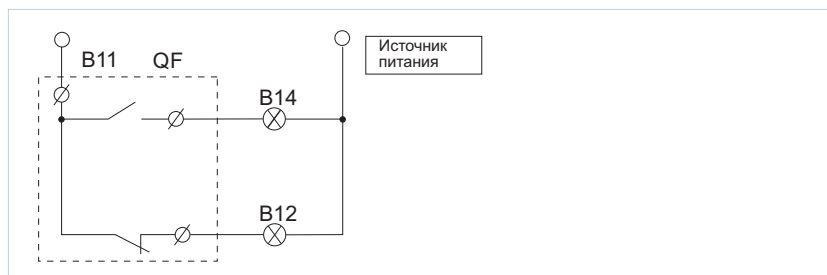 B11 QF
Источник
питания
B14
B12